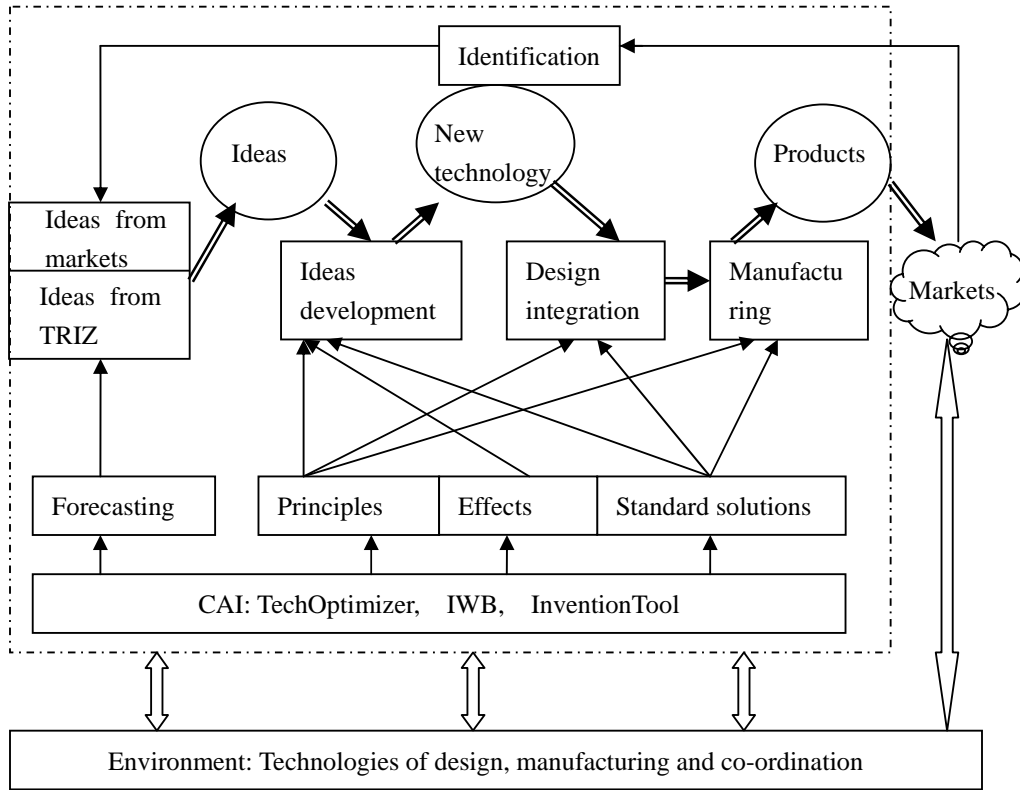 Identification
New
technology
Ideas
Products
Ideas from
markets
Ideas from
TRIZ
Ideas
development
Design
integration
Manufactu
ring
Markets
Forecasting
Principles
Effects
Standard solutions
CAI: TechOptimizer, IWB, InventionTool
Environment: Technologies of design, manufacturing and co-ordination